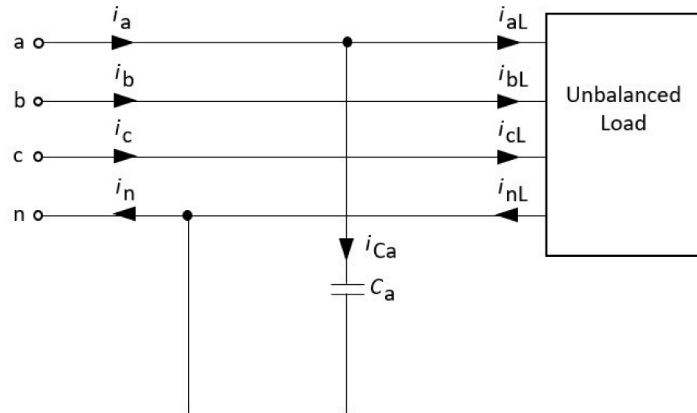 i_a i_aL
a
i_b i_bL
b Unbalanced
Load
i_c i_cL
c
i_n i_nL
n
i_Ca
C_a